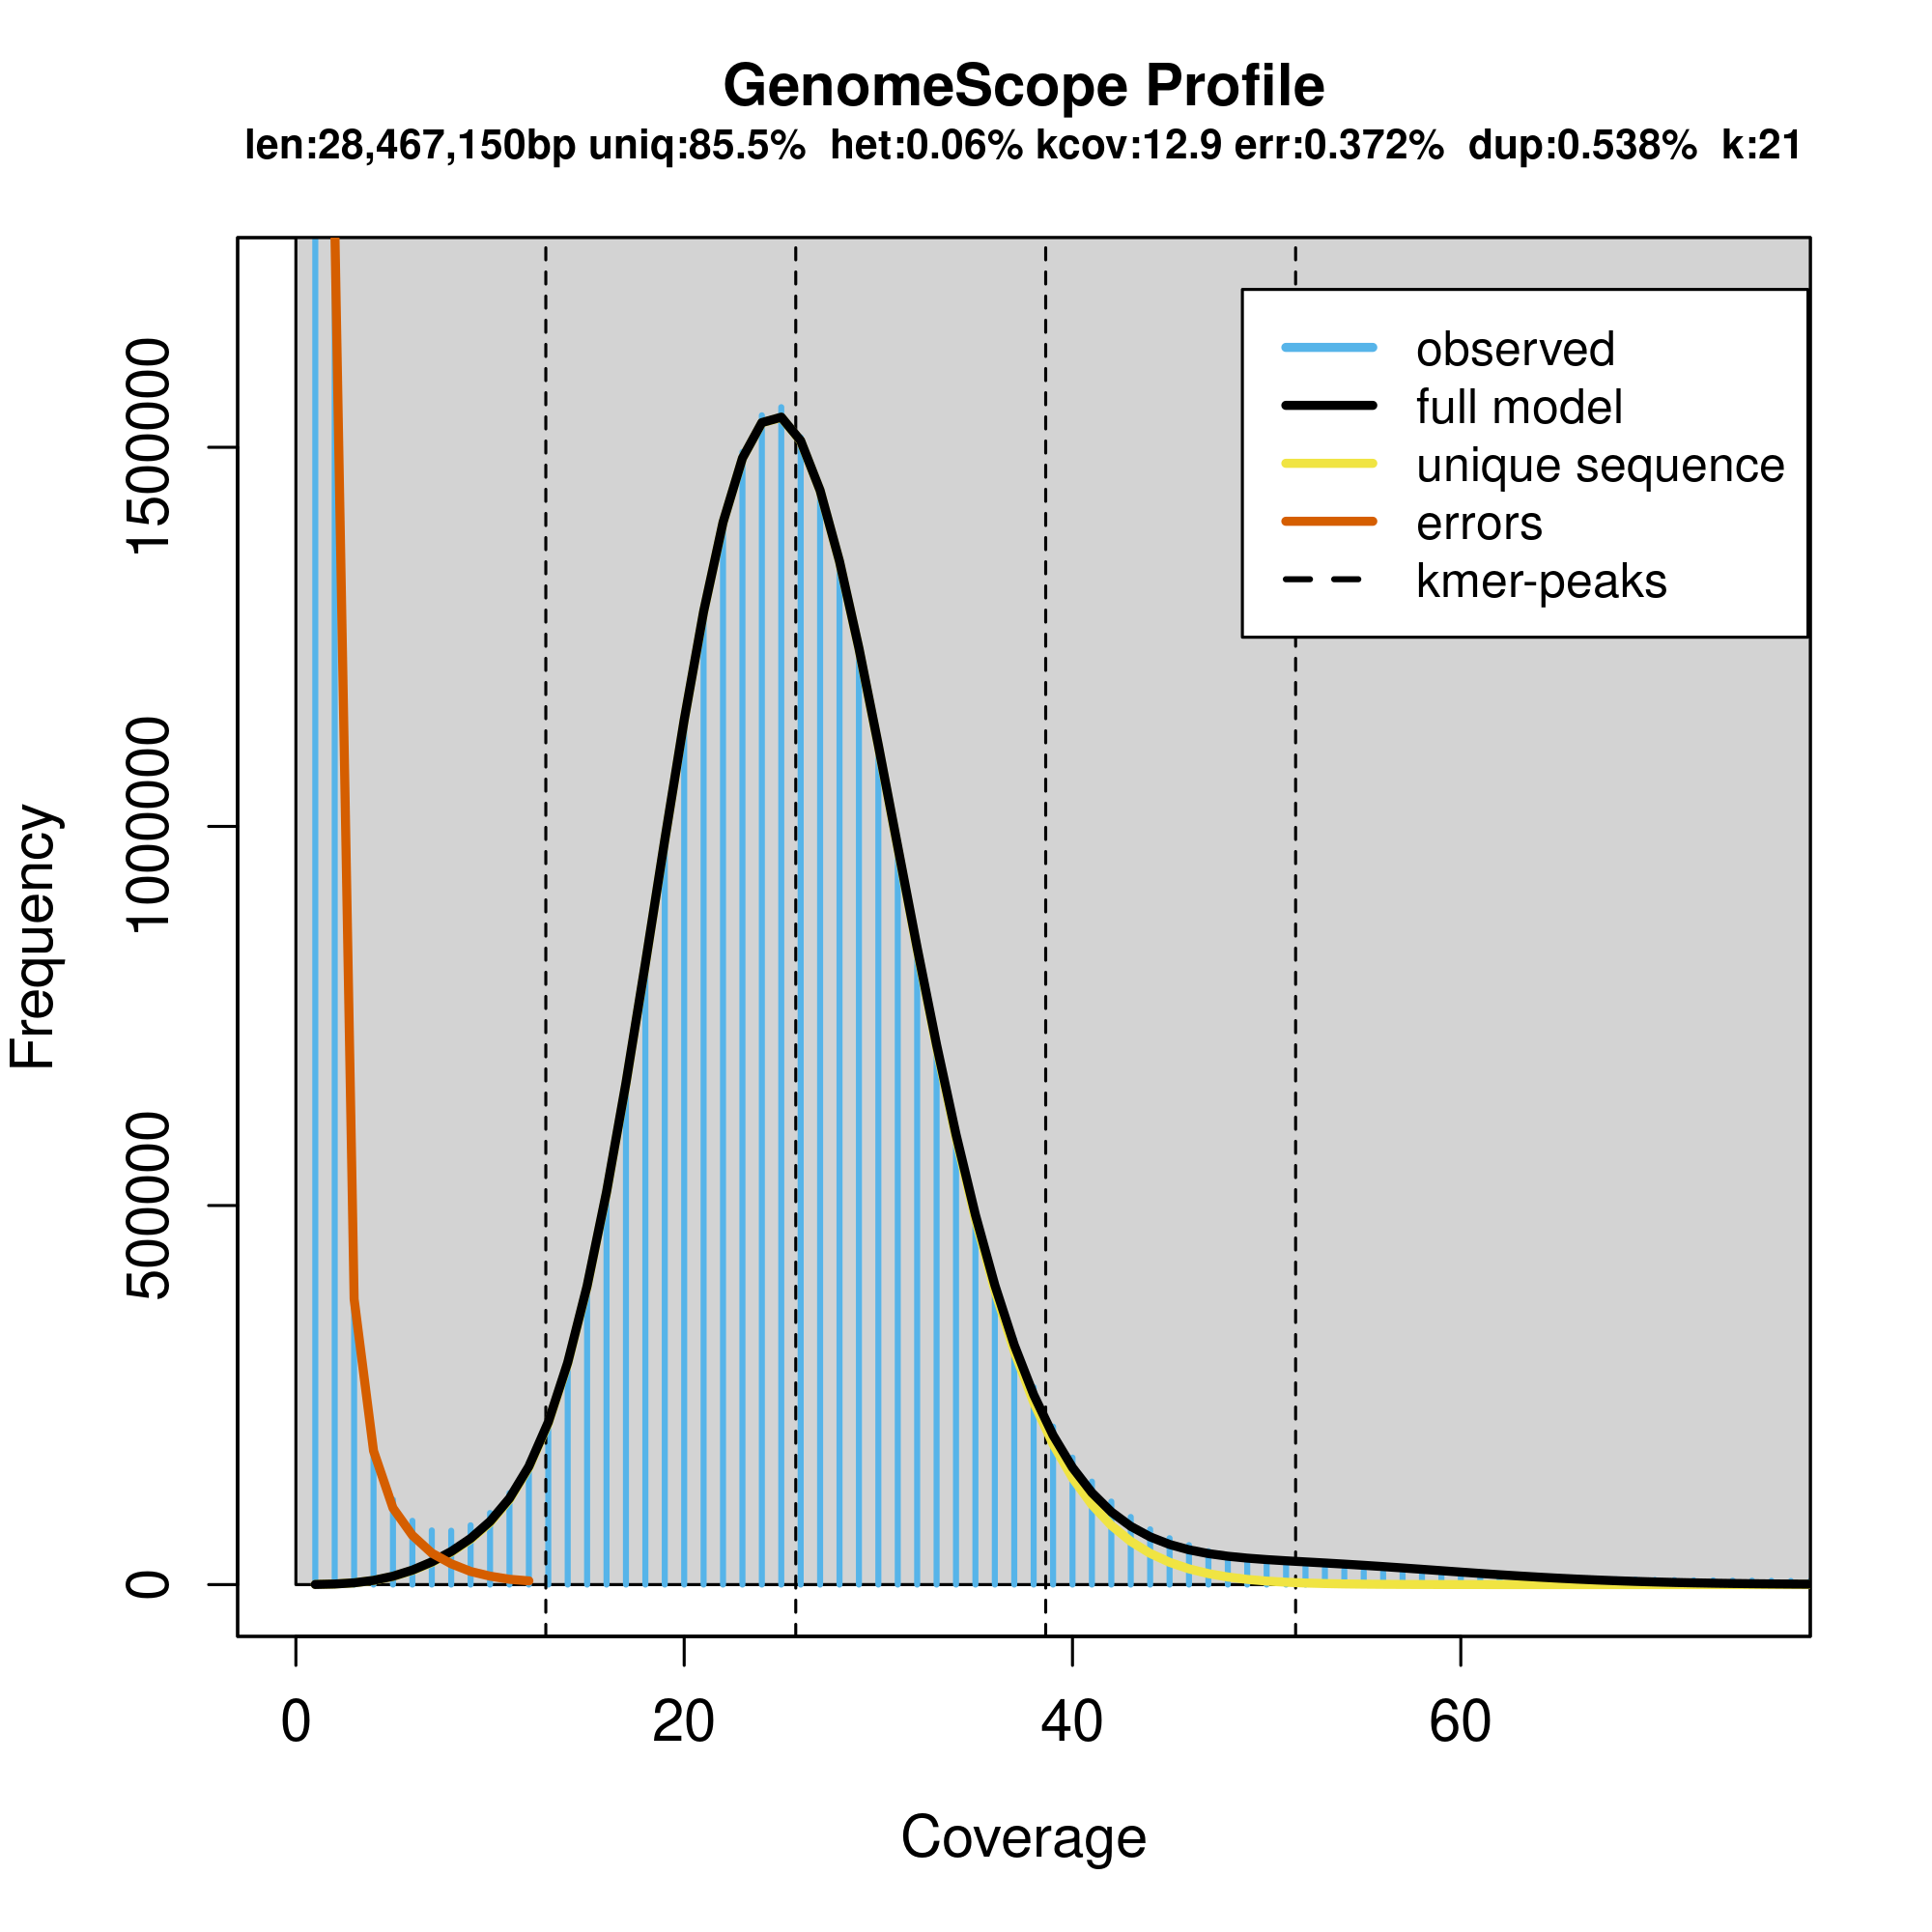 GenomeScope Profile
len:28,467,150bp uniq:85.5% het:0.06% kcov:12.9 err:0.372% dup:0.538% k:21
observed
full model
unique sequence
errors
kmer-peaks
Frequency
1500000
1000000
500000
0
0 20 40 60
Coverage